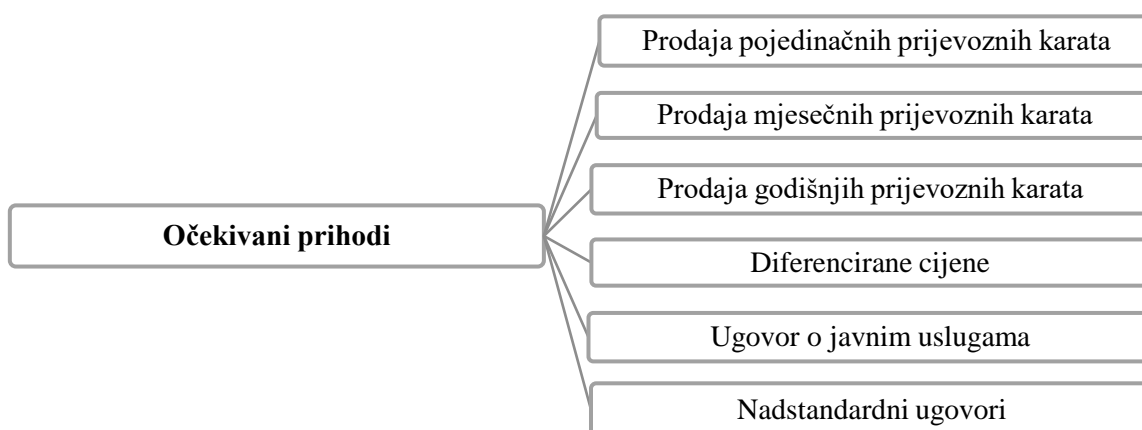 Očekivani prihodi
Prodaja pojedinačnih prijevoznih karata
Prodaja mjesečnih prijevoznih karata
Prodaja godišnjih prijevoznih karata
Diferencirane cijene
Ugovor o javnim uslugama
Nadstandardni ugovori